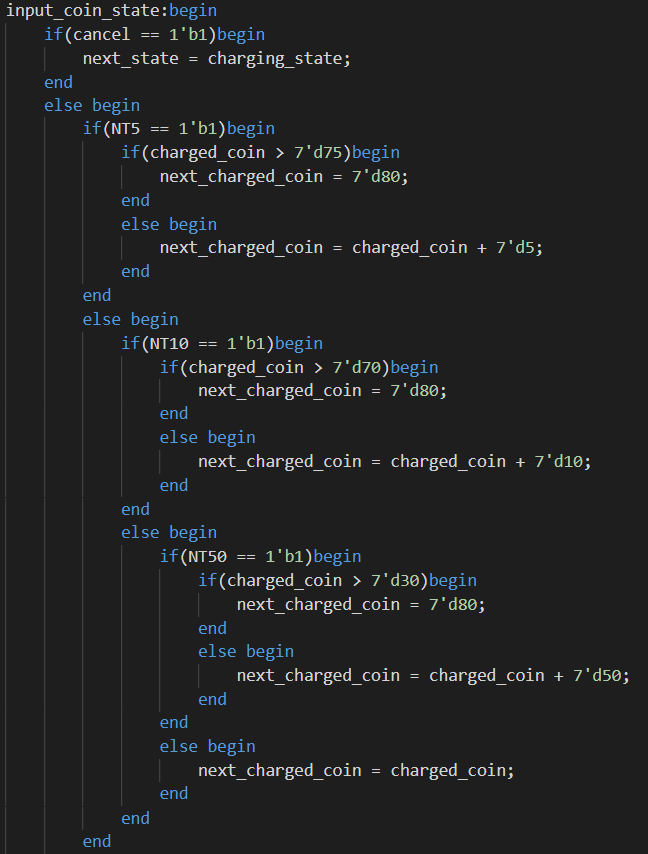 input_coin_state:begin
    if(cancel == 1'b1)begin
        next_state = charging_state;
    end
    else begin
        if(NT5 == 1'b1)begin
            if(charged_coin > 7'd75)begin
                next_charged_coin = 7'd80;
            end
            else begin
                next_charged_coin = charged_coin + 7'd5;
            end
        end
        else begin
            if(NT10 == 1'b1)begin
                if(charged_coin > 7'd70)begin
                    next_charged_coin = 7'd80;
                end
                else begin
                    next_charged_coin = charged_coin + 7'd10;
                end
            end
            else begin
                if(NT50 == 1'b1)begin
                    if(charged_coin > 7'd30)begin
                        next_charged_coin = 7'd80;
                    end
                    else begin
                        next_charged_coin = charged_coin + 7'd50;
                    end
                end
                else begin
                    next_charged_coin = charged_coin;
                end
            end
        end